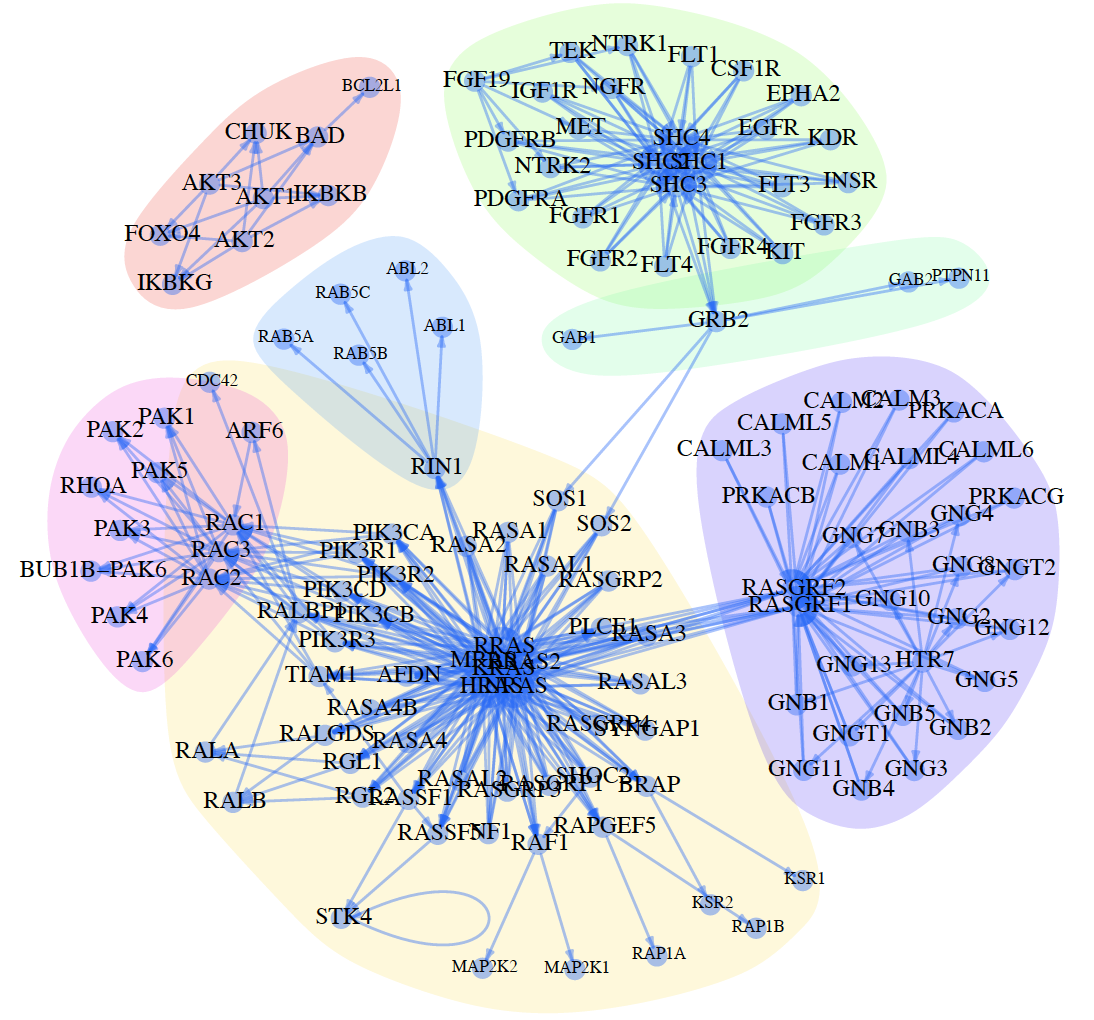 BCL2L1
CHUK
BAD
AKT3
AKT1
IKBKB
FOXO4
AKT2
IKBKG
TEK
NTRK1
FLT1
CSF1R
FGF19
IGF1R
NGFR
EPHA2
MET
EGFR
KDR
PDGFRB
SHC4
SHC2
SHC1
NTRK2
SHC3
FLT3
INSR
PDGFRA
FGFR1
FGFR3
FGFR4
KIT
FGFR2
FLT4
GAB2
PTPN11
GRB2
GAB1
ABL2
RAB5C
ABL1
RAB5A
RAB5B
RIN1
CDC42
PAK1
PAK2
ARF6
PAK5
RHOA
PAK3
RAC1
RAC3
BUB1B-PAK6
RAC2
PAK4
PAK6
SOS1
SOS2
PIK3CA
RASA1
RASA2
PIK3R1
RASAL1
PIK3R2
RASGRP2
PIK3CD
RALBP1
PIK3CB
PLCE1
RASA3
PIK3R3
RRAS
RRAS2
KRAS
HRAS
NRAS
TIAM1
AFDN
RASAL3
RASA4B
RASGRP4
SYNGAP1
RALGDS
RASA4
RALA
RGL1
RASAL2
SHOC2
RASGRP3
RASGRP1
BRAP
RALB
RGL2
RASSF1
RASSF5
NF1
RAF1
RAPGEF5
KSR1
STK4
KSR2
RAP1B
MAP2K2
MAP2K1
RAP1A
CALM2
CALM3
PRKACA
CALML5
CALML3
CALM1
CALML4
CALML6
PRKACB
PRKACG
GNG4
GNG7
GNB3
GNG8
GNGT2
RASGRF2
RASGRF1
GNG10
GNG2
GNG12
GNG13
HTR7
GNG5
GNB1
GNB5
GNB2
GNGT1
GNG11
GNG3
GNB4